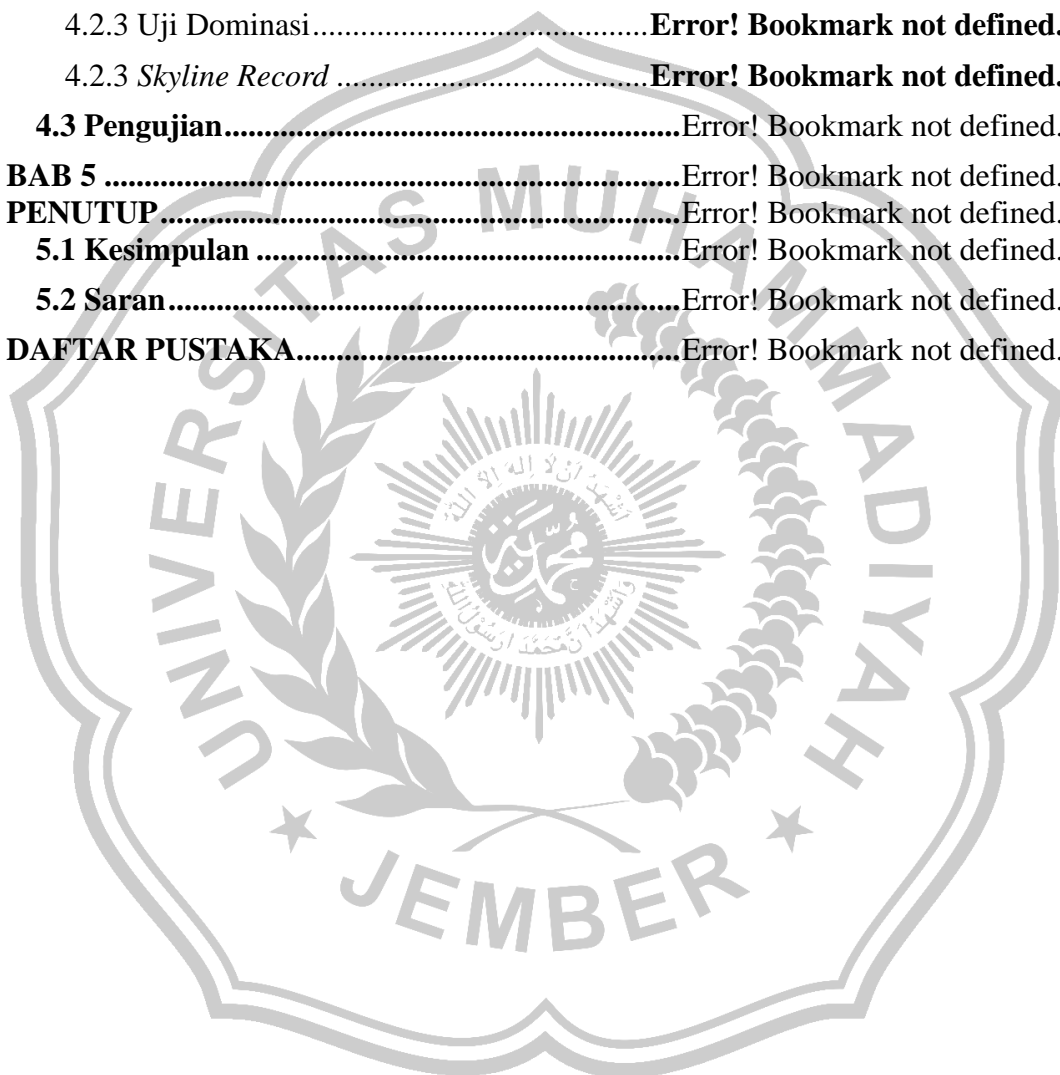 4.2.3 Uji Dominasi..........................................Error! Bookmark not defined.
4.2.3 Skyline Record .......................................Error! Bookmark not defined.
4.3 Pengujian.........................................................Error! Bookmark not defined.
BAB 5 ........................................................................Error! Bookmark not defined.
PENUTUP.................................................................Error! Bookmark not defined.
5.1 Kesimpulan .....................................................Error! Bookmark not defined.
5.2 Saran................................................................Error! Bookmark not defined.
DAFTAR PUSTAKA................................................Error! Bookmark not defined.
UNIVERSITAS MUHAMMADIYAH
JEMBER